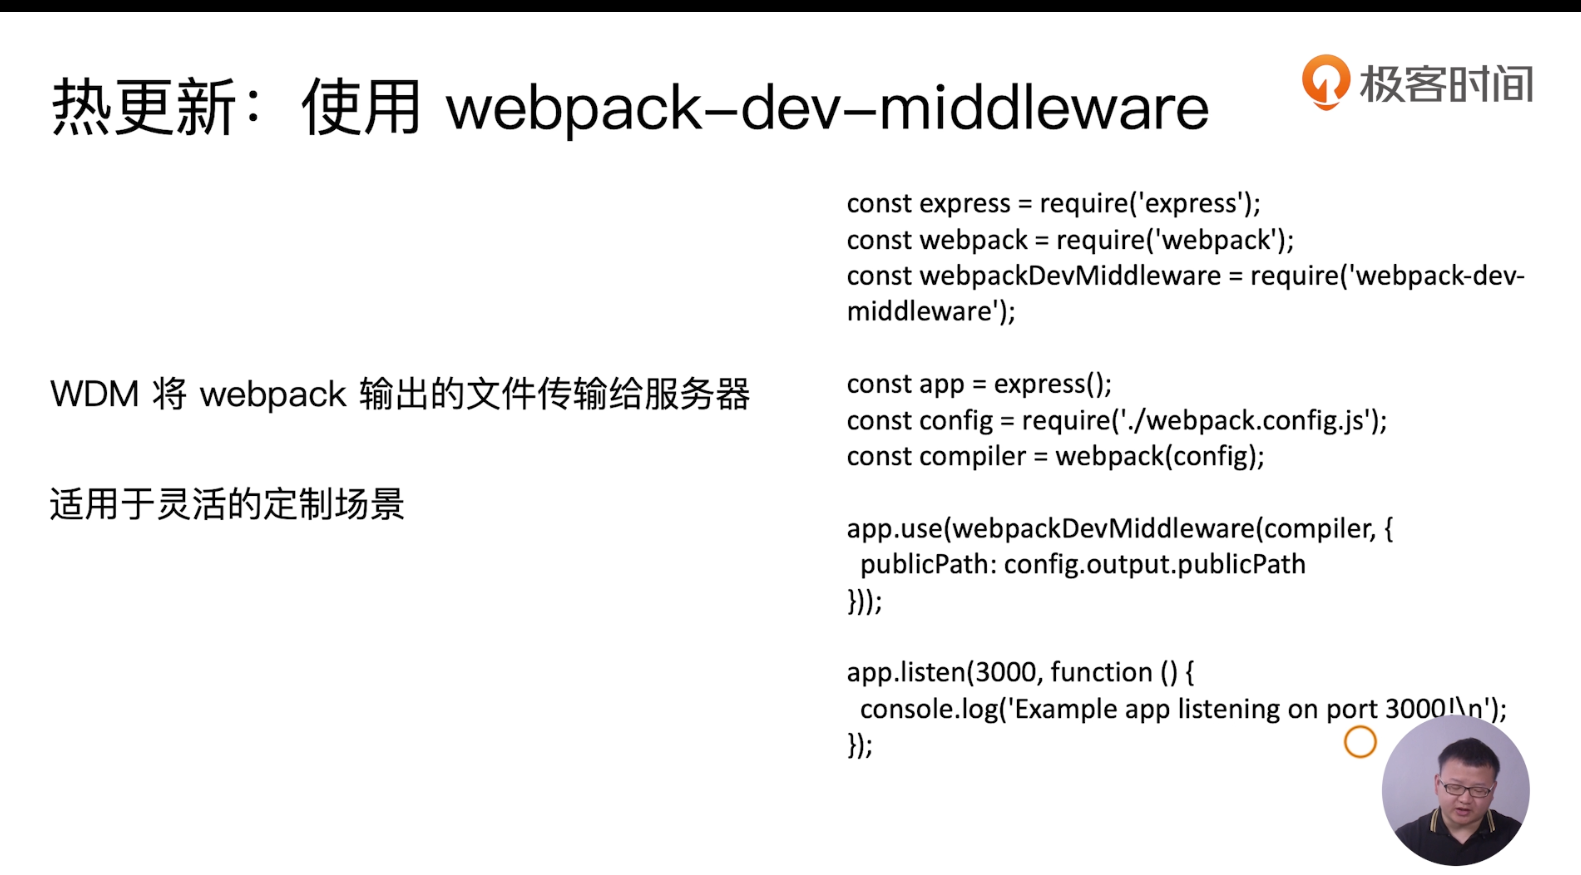 热更新：使用 webpack-dev-middleware
极客时间
WDM 将 webpack 输出的文件传输给服务器
适用于灵活的定制场景
const express = require('express');
const webpack = require('webpack');
const webpackDevMiddleware = require('webpack-dev-
middleware');
const app = express();
const config = require('./webpack.config.js');
const compiler = webpack(config);
app.use(webpackDevMiddleware(compiler, {
publicPath: config.output.publicPath
}));
app.listen(3000, function () {
console.log('Example app listening on port 3000!\n');
});